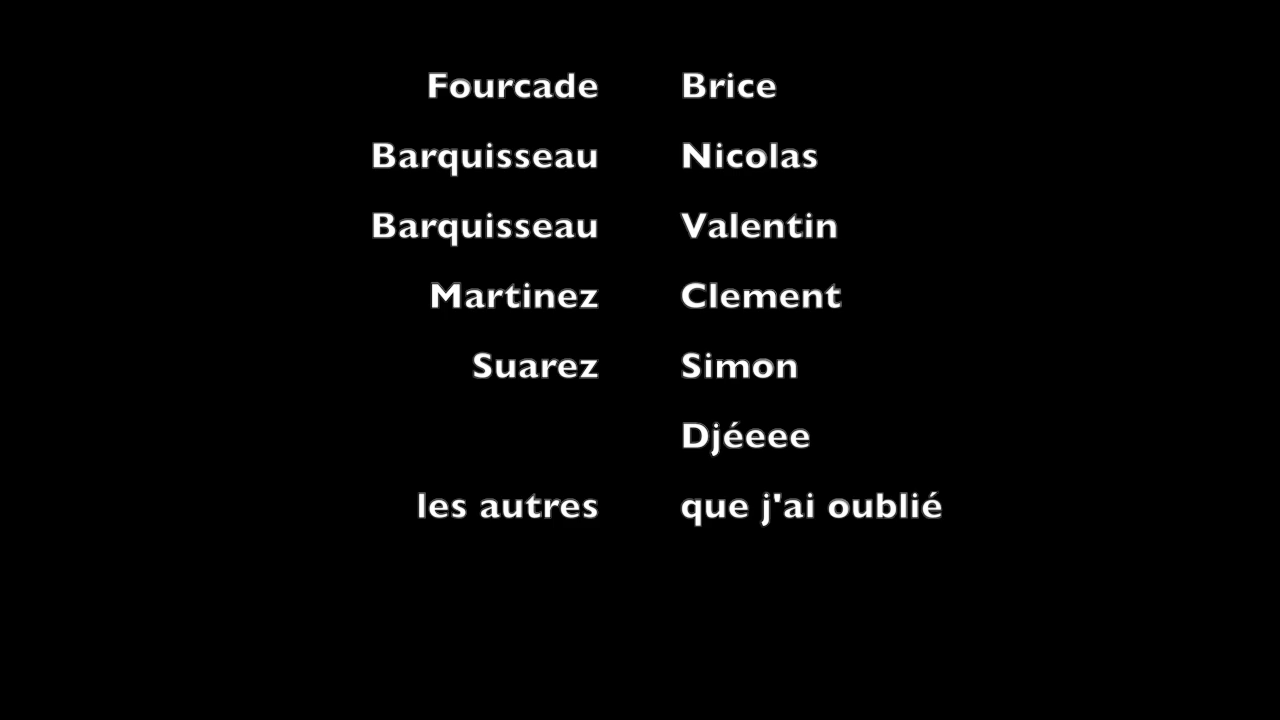 Fourcade Brice
Barquisseau Nicolas
Barquisseau Valentin
Martinez Clement
Suarez Simon
Djéeee
les autres que j'ai oublié